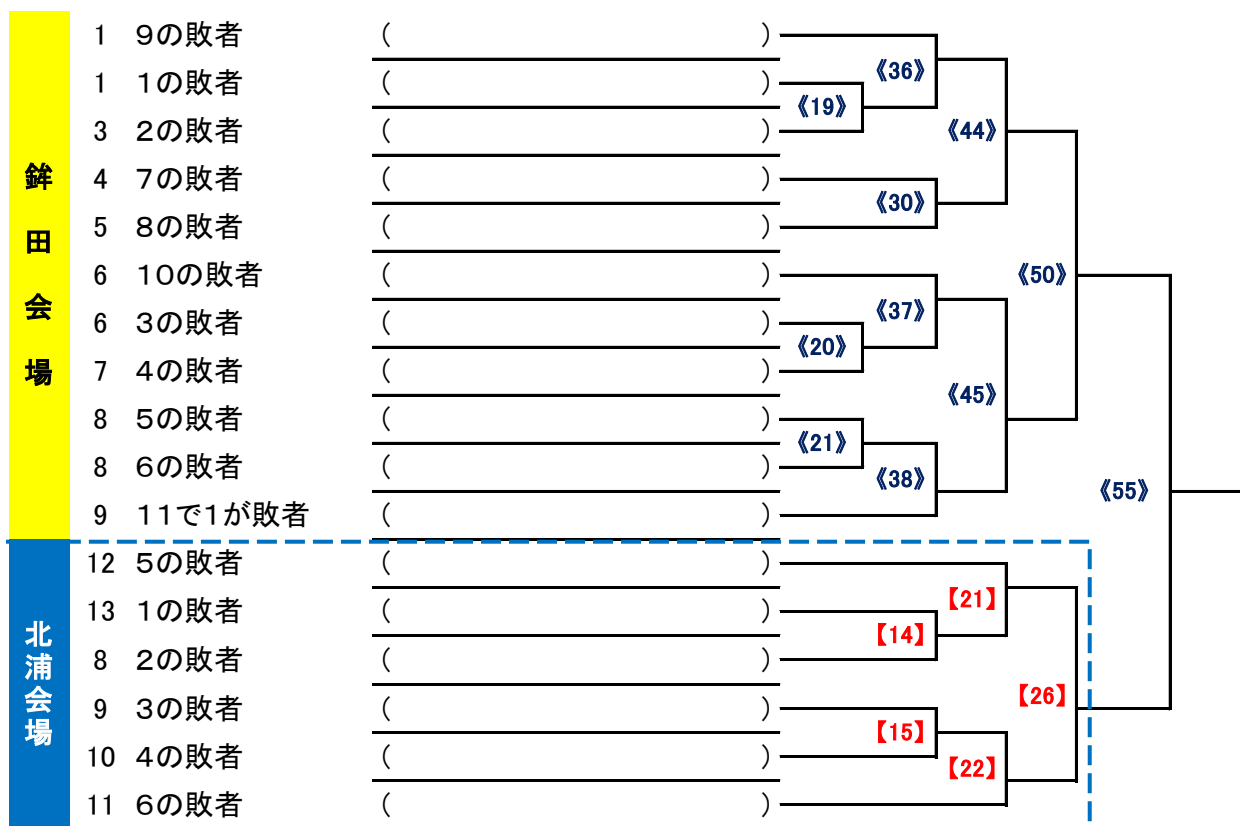 鉾田会場
1 9の敗者 ( )
1 1の敗者 ( )
3 2の敗者 ( )
4 7の敗者 ( )
5 8の敗者 ( )
6 10の敗者 ( )
6 3の敗者 ( )
7 4の敗者 ( )
8 5の敗者 ( )
8 6の敗者 ( )
9 11で1が敗者 ( )
《36》
《19》
《44》
《30》
《50》
《37》
《20》
《45》
《21》
《38》
《55》
北浦会場
12 5の敗者 ( )
13 1の敗者 ( )
8 2の敗者 ( )
9 3の敗者 ( )
10 4の敗者 ( )
11 6の敗者 ( )
【21】
【14】
【26】
【15】
【22】